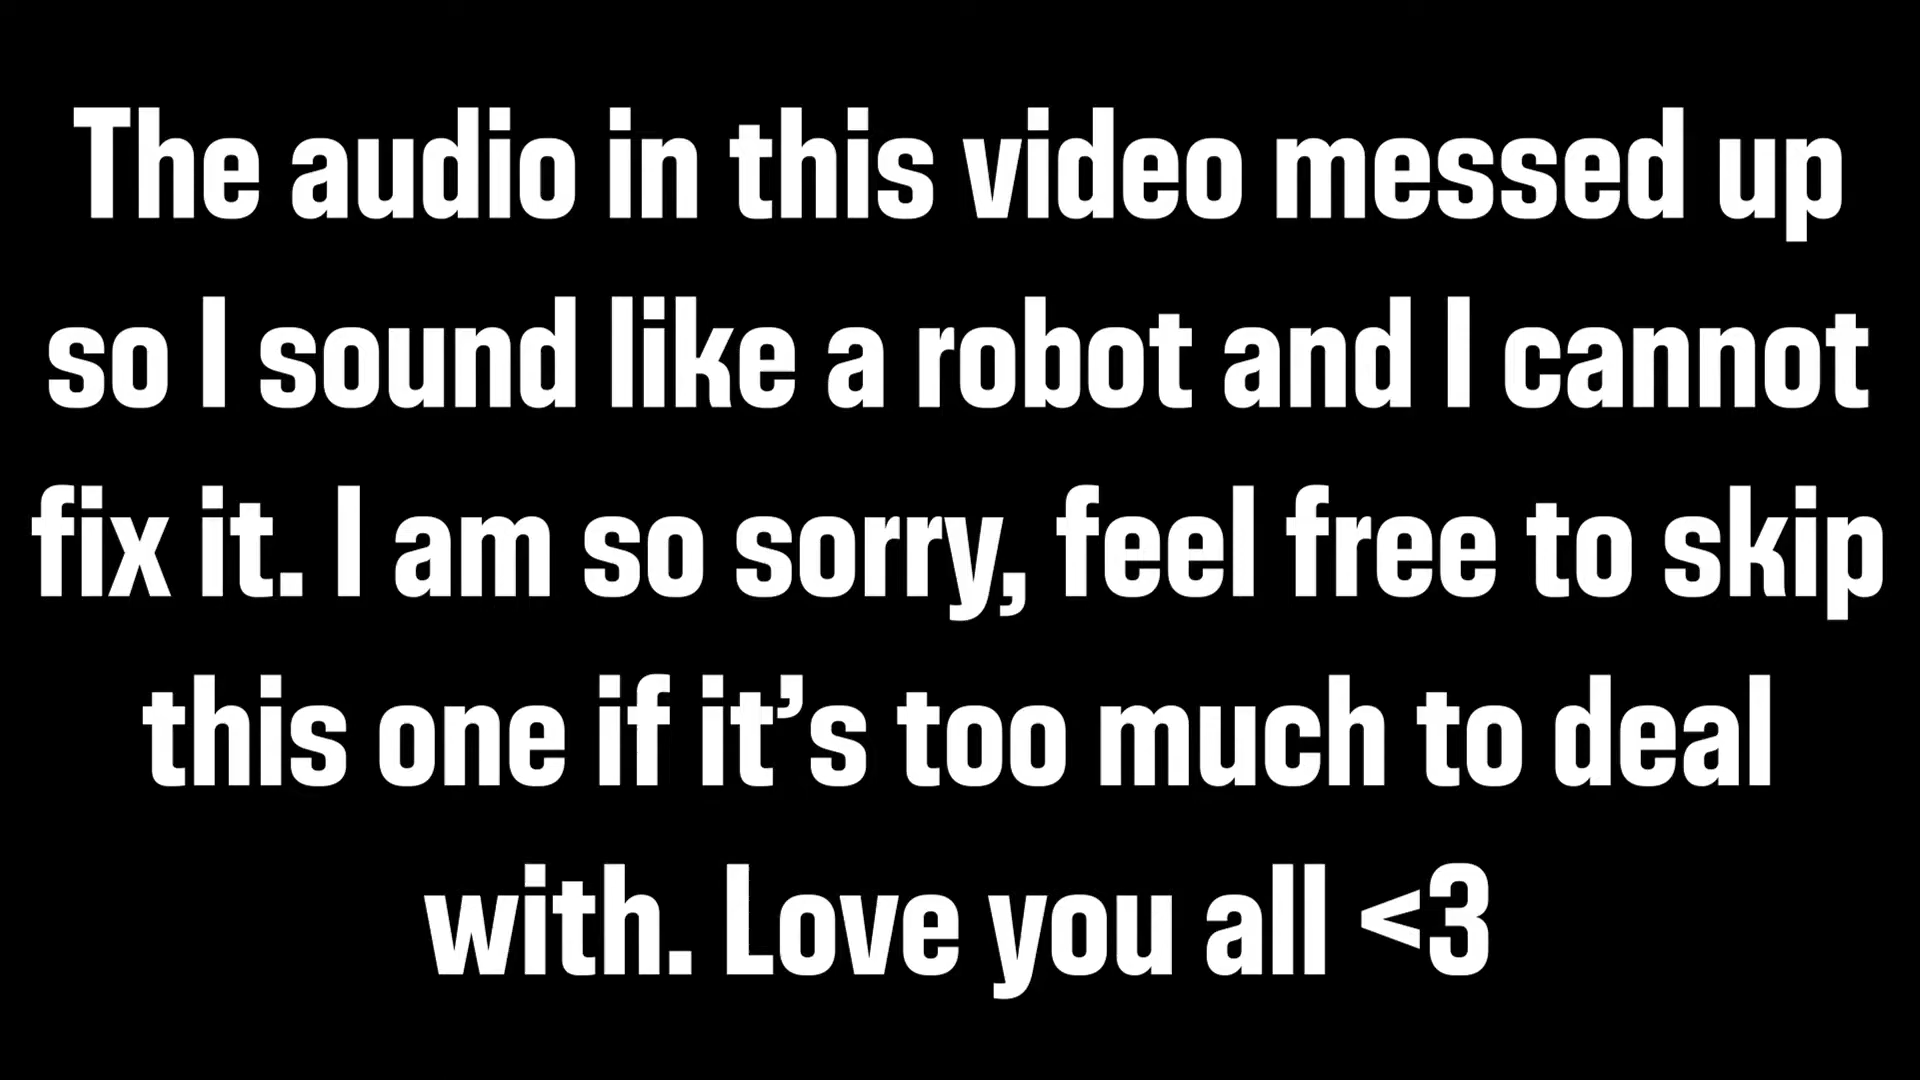 The audio in this video messed up
so I sound like a robot and I cannot
fix it. I am so sorry, feel free to skip
this one if it’s too much to deal
with. Love you all <3